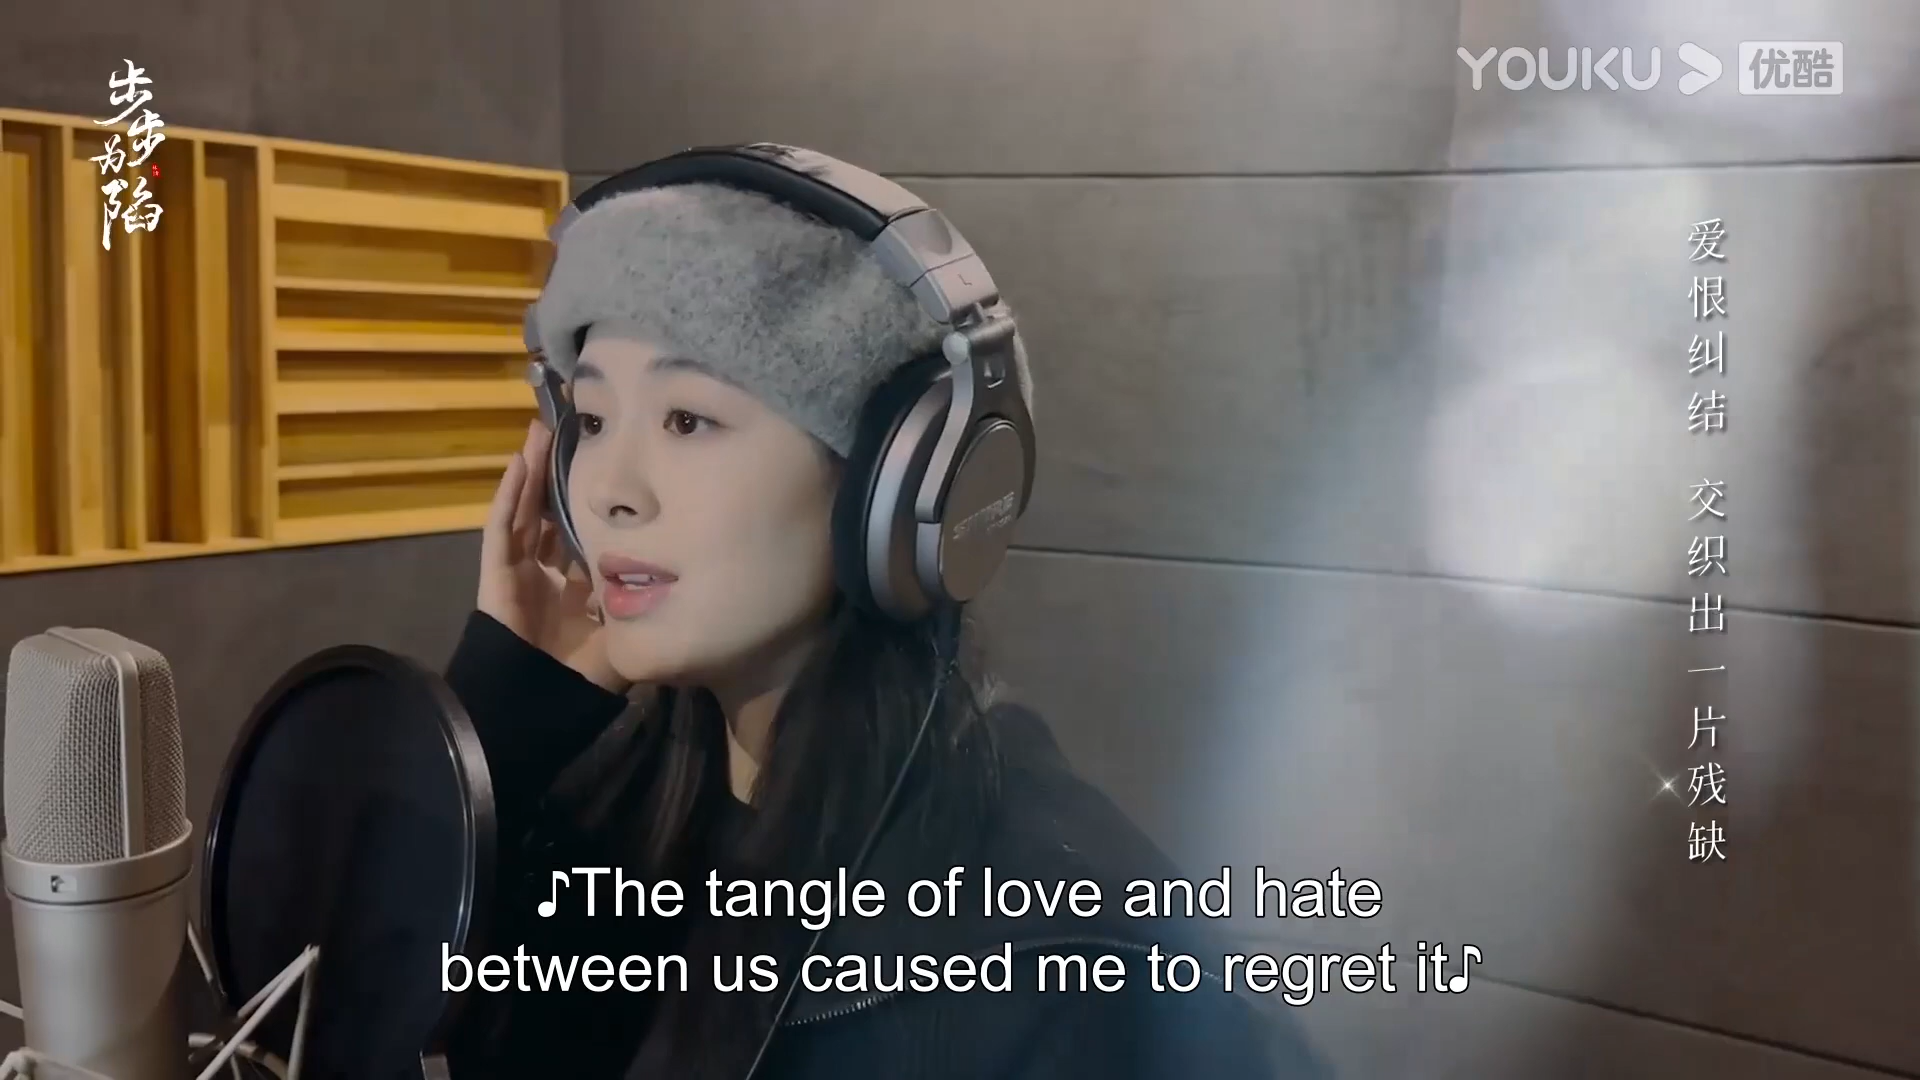 步步为陷
YOUKU 优酷
爱恨纠结 交织出一片残缺
L
♪The tangle of love and hate
between us caused me to regret it♪